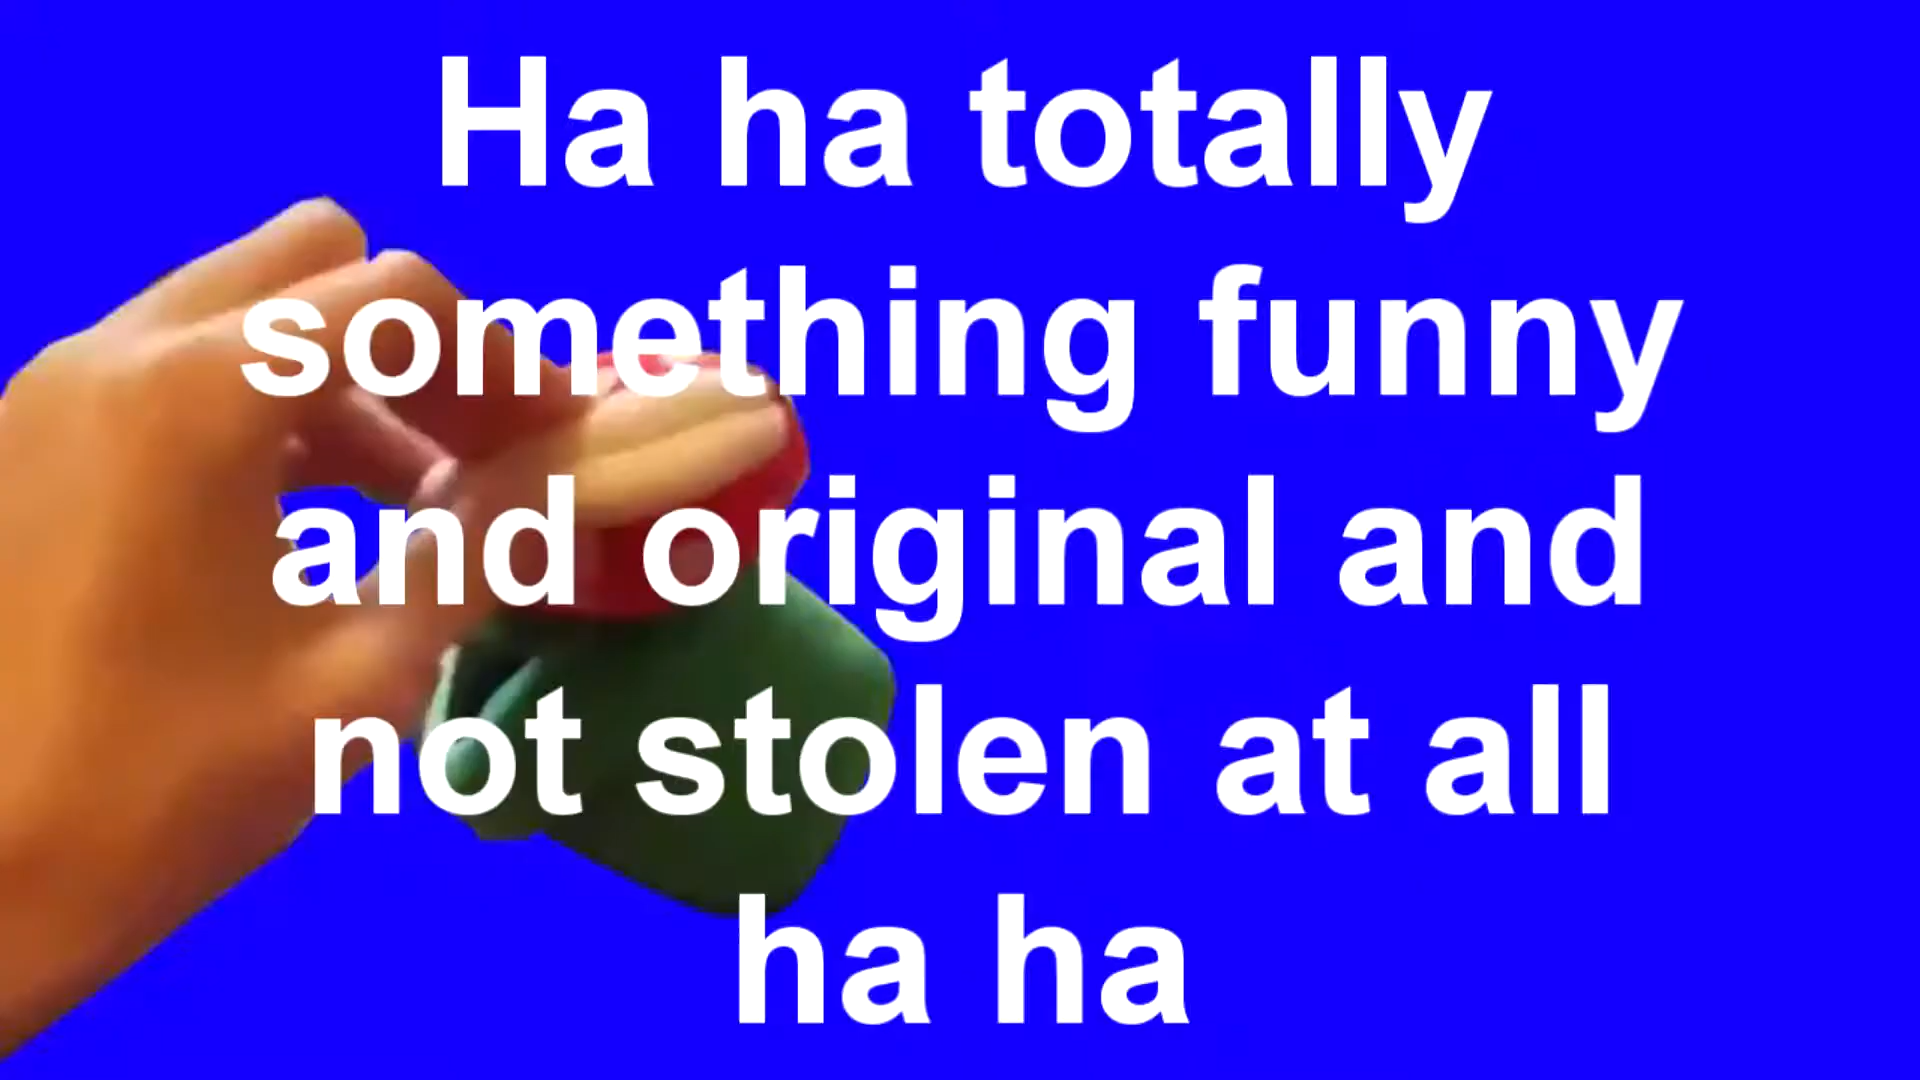 Ha ha totally
something funny
and original and
not stolen at all
ha ha